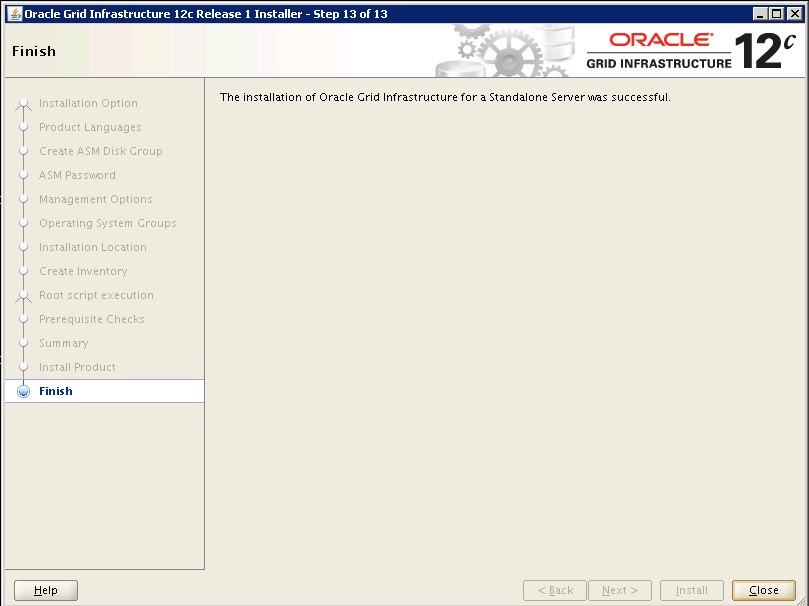 Oracle Grid Infrastructure 12c Release 1 Installer - Step 13 of 13
Finish
ORACLE
GRID INFRASTRUCTURE
12c
Installation Option
Product Languages
Create ASM Disk Group
ASM Password
Management Options
Operating System Groups
Installation Location
Create Inventory
Root script execution
Prerequisite Checks
Summary
Install Product
Finish
The installation of Oracle Grid Infrastructure for a Standalone Server was successful.
Help
< Back
Next >
Install
Close